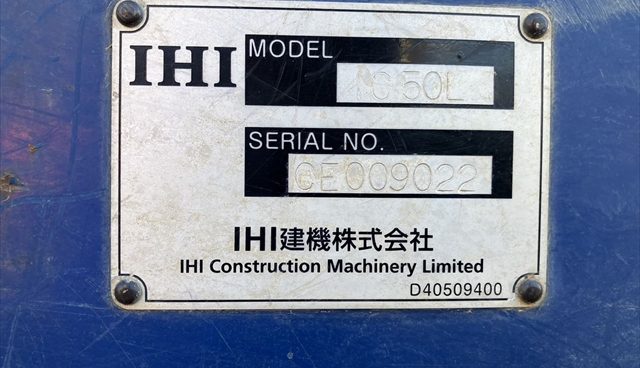 IHI
MODEL
IC50L
SERIAL NO.
CE009022
IHI建機株式会社
IHI Construction Machinery Limited
D40509400